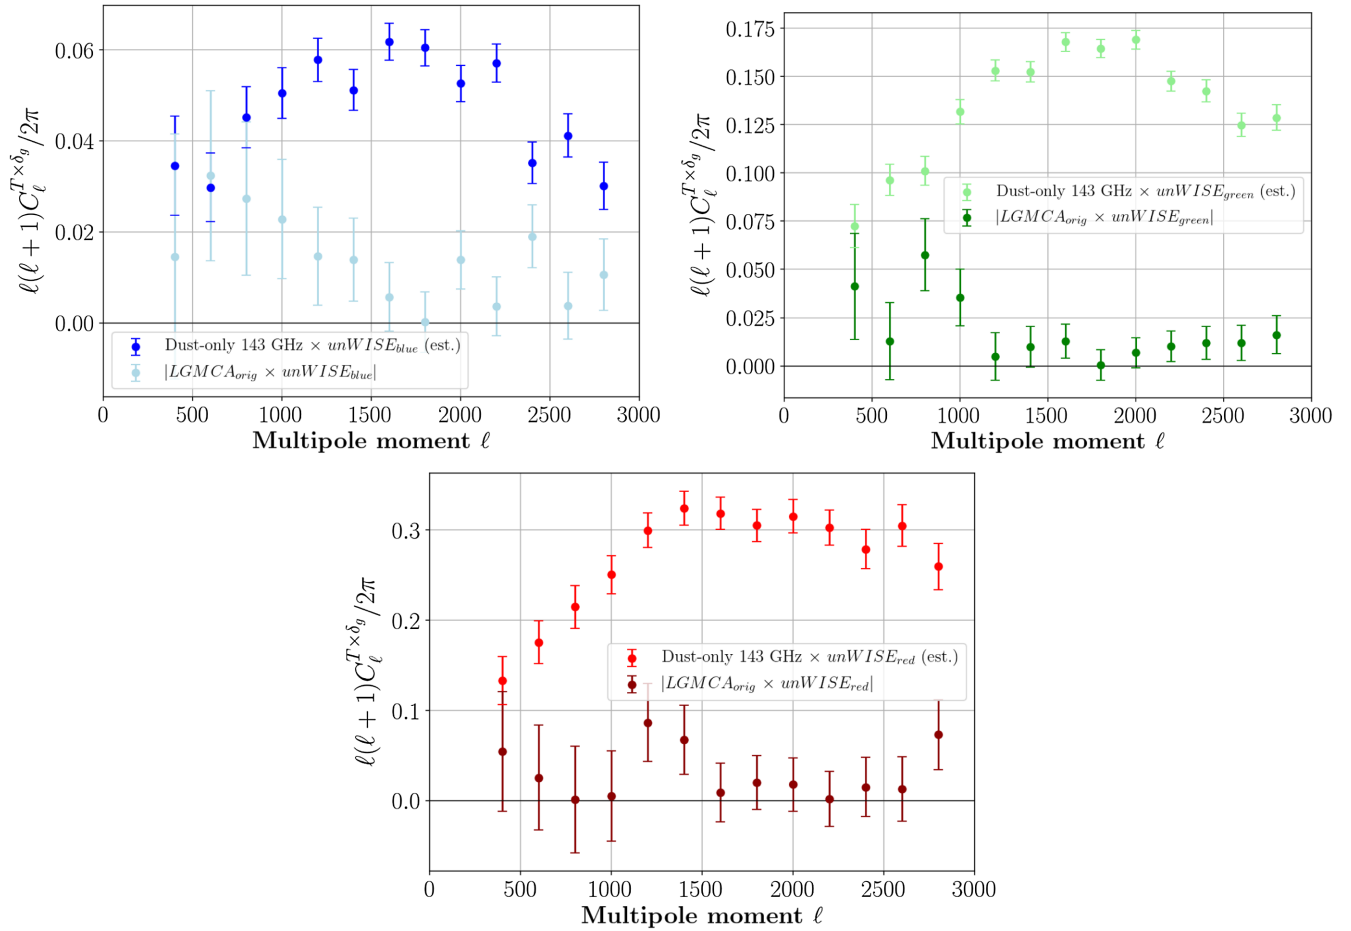 0.06
0.04
0.02
0.00
ℓ(ℓ + 1)C_ℓ^{T×δ_g}/2π
Dust-only 143 GHz × unWISE_blue (est.)
|LGMCA_orig × unWISE_blue|
0 500 1000 1500 2000 2500 3000
Multipole moment ℓ
0.175
0.150
0.125
0.100
0.075
0.050
0.025
0.000
ℓ(ℓ + 1)C_ℓ^{T×δ_g}/2π
Dust-only 143 GHz × unWISE_green (est.)
|LGMCA_orig × unWISE_green|
0 500 1000 1500 2000 2500 3000
Multipole moment ℓ
0.3
0.2
0.1
0.0
ℓ(ℓ + 1)C_ℓ^{T×δ_g}/2π
Dust-only 143 GHz × unWISE_red (est.)
|LGMCA_orig × unWISE_red|
0 500 1000 1500 2000 2500 3000
Multipole moment ℓ